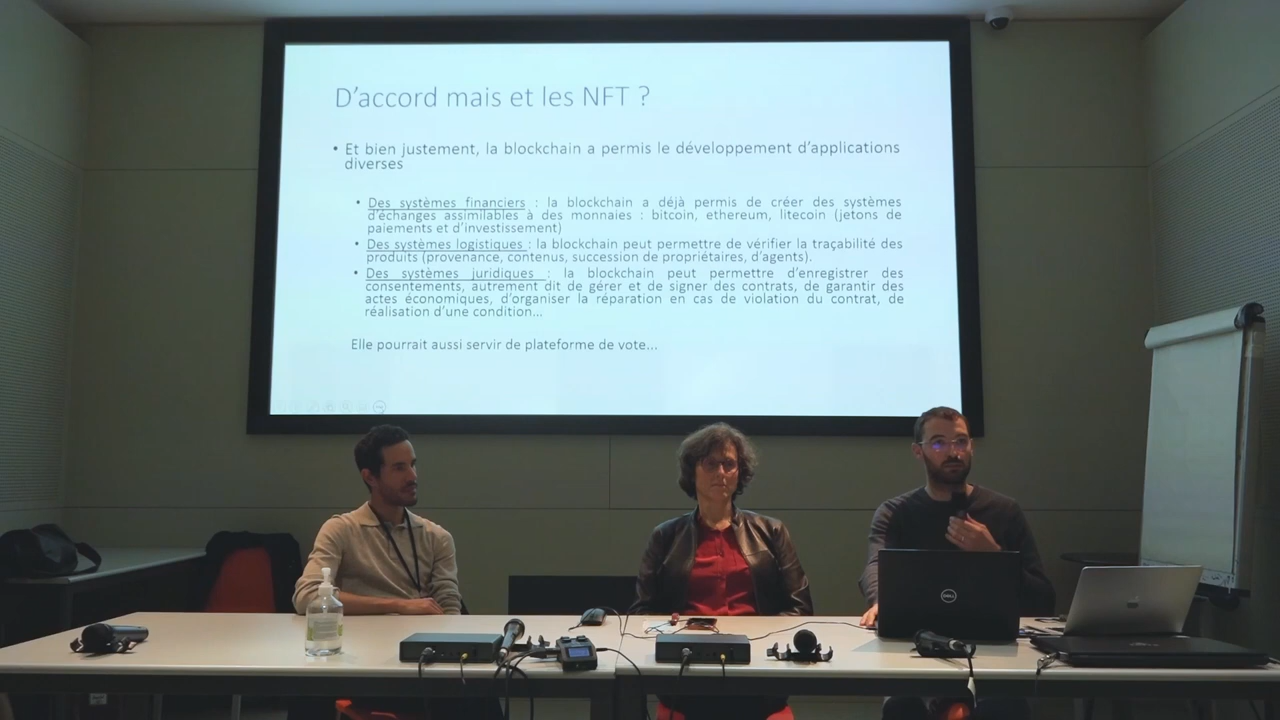 D’accord mais et les NFT ?
• Et bien justement, la blockchain a permis le développement d’applications
diverses
• Des systèmes financiers : la blockchain a déjà permis de créer des systèmes
d’échanges assimilables à des monnaies : bitcoin, ethereum, litecoin (jetons de
paiements et d’investissement)
• Des systèmes logistiques : la blockchain peut permettre de vérifier la traçabilité des
produits (provenance, contenus, succession de propriétaires, d’agents).
• Des systèmes juridiques : la blockchain peut permettre d’enregistrer des
consentements, autrement dit de gérer et de signer des contrats, de garantir des
actes économiques, d’organiser la réparation en cas de violation du contrat, de
réalisation d’une condition...
Elle pourrait aussi servir de plateforme de vote...
DELL